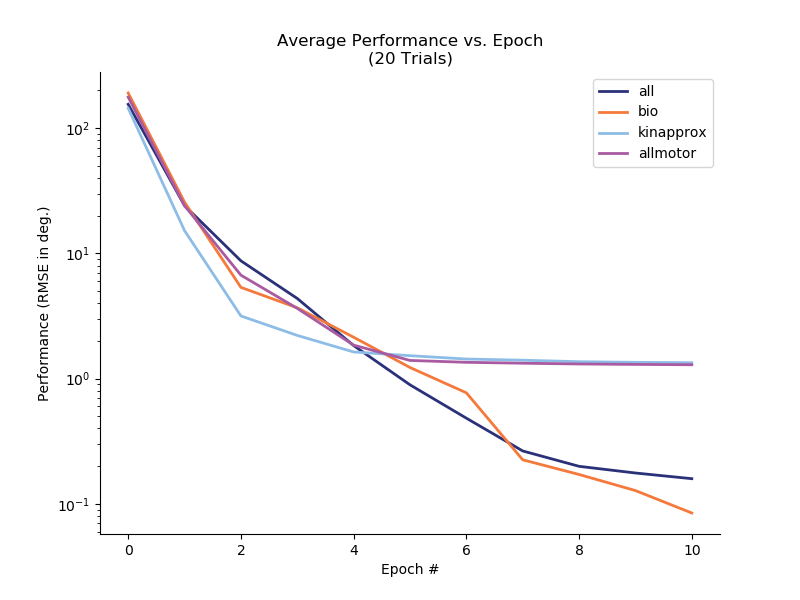 Average Performance vs. Epoch
(20 Trials)
all
bio
kinapprox
allmotor
Performance (RMSE in deg.)
10²
10¹
10⁰
10⁻¹
0 2 4 6 8 10
Epoch #